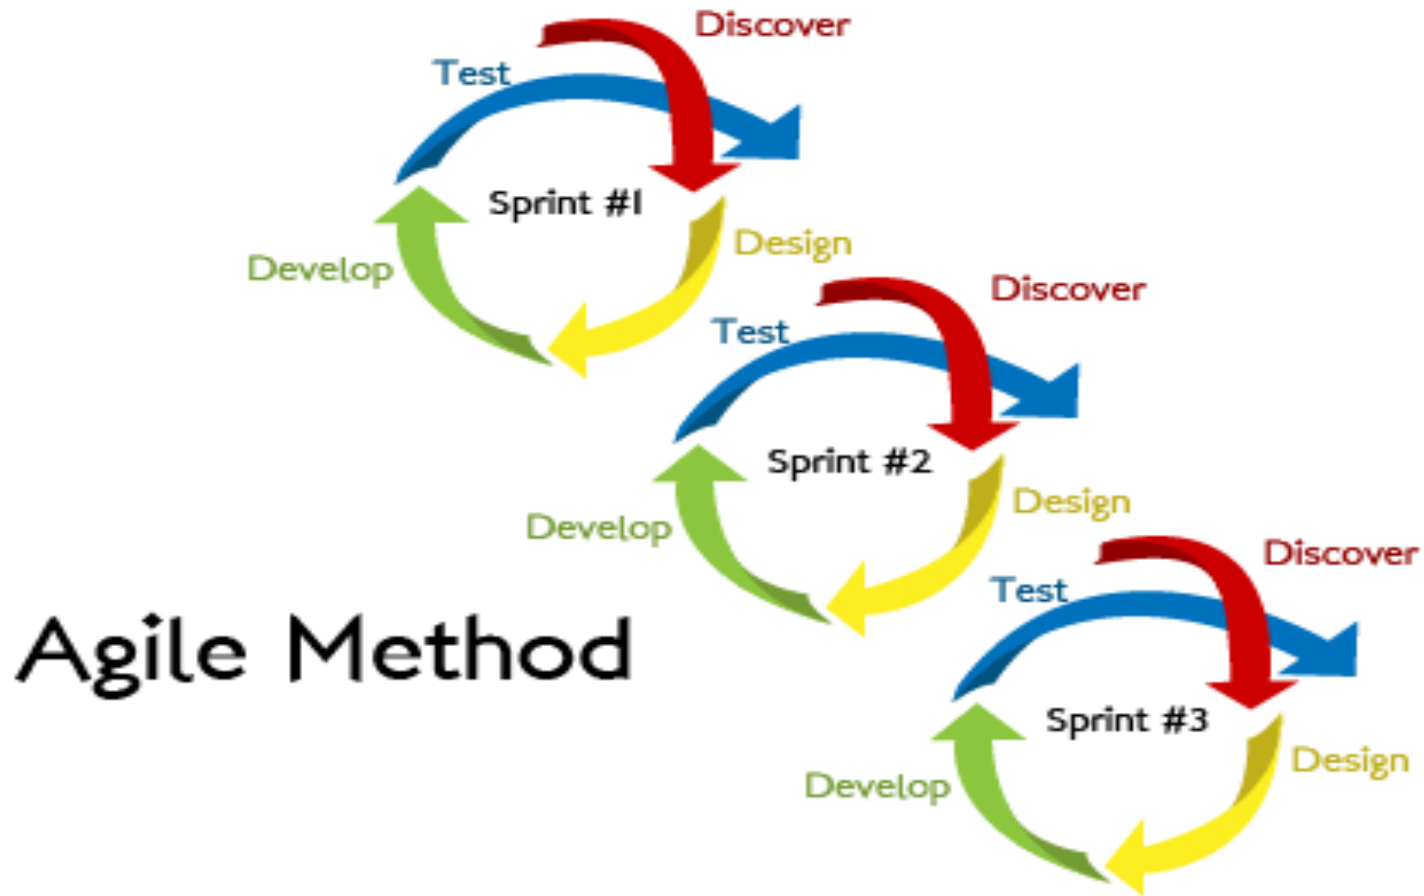 Discover
Test
Sprint #1
Design
Develop
Discover
Test
Sprint #2
Design
Develop
Discover
Test
Agile Method
Sprint #3
Design
Develop